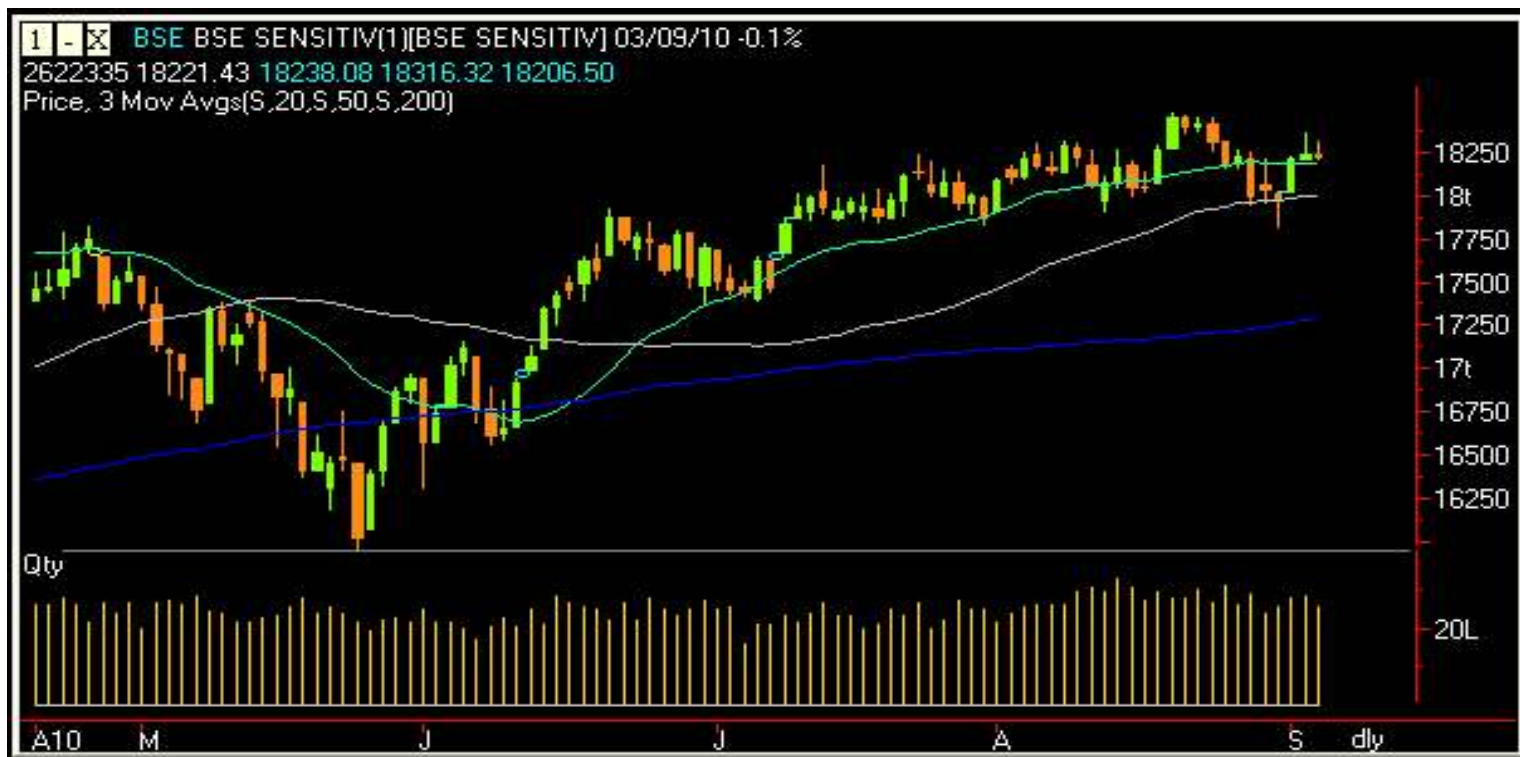 1 - X BSE BSE SENSITIV(1)[BSE SENSITIV] 03/09/10 -0.1%
2622335 18221.43 18238.08 18316.32 18206.50
Price, 3 Mov Avgs(S,20,S,50,S,200)
18250
18t
17750
17500
17250
17t
16750
16500
16250
Qty
20L
A10 M J J A S dly